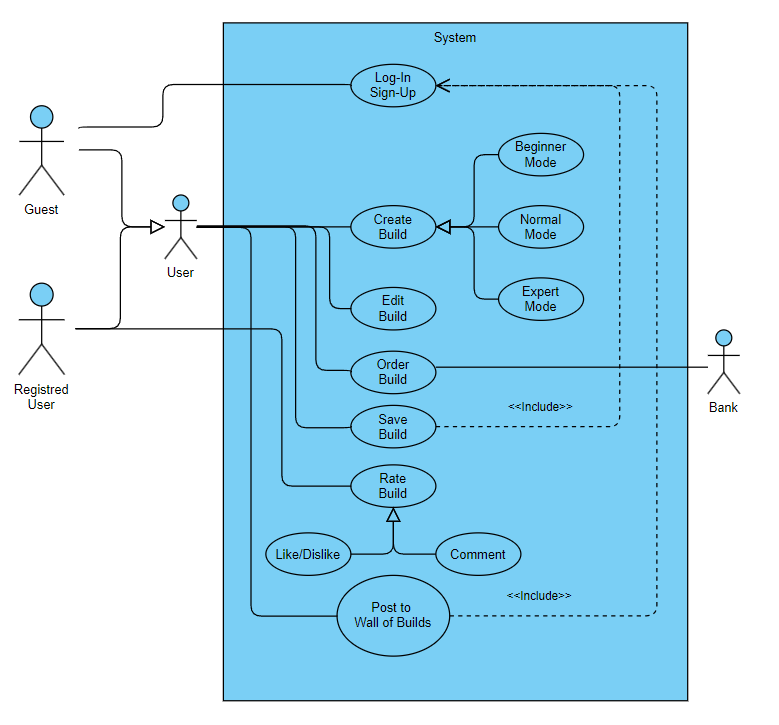 System
Log-In
Sign-Up
Beginner
Mode
Guest
Create
Build
Normal
Mode
User
Edit
Build
Expert
Mode
Registred
User
Order
Build
Bank
<<Include>>
Save
Build
Rate
Build
Like/Dislike
Comment
<<Include>>
Post to
Wall of Builds